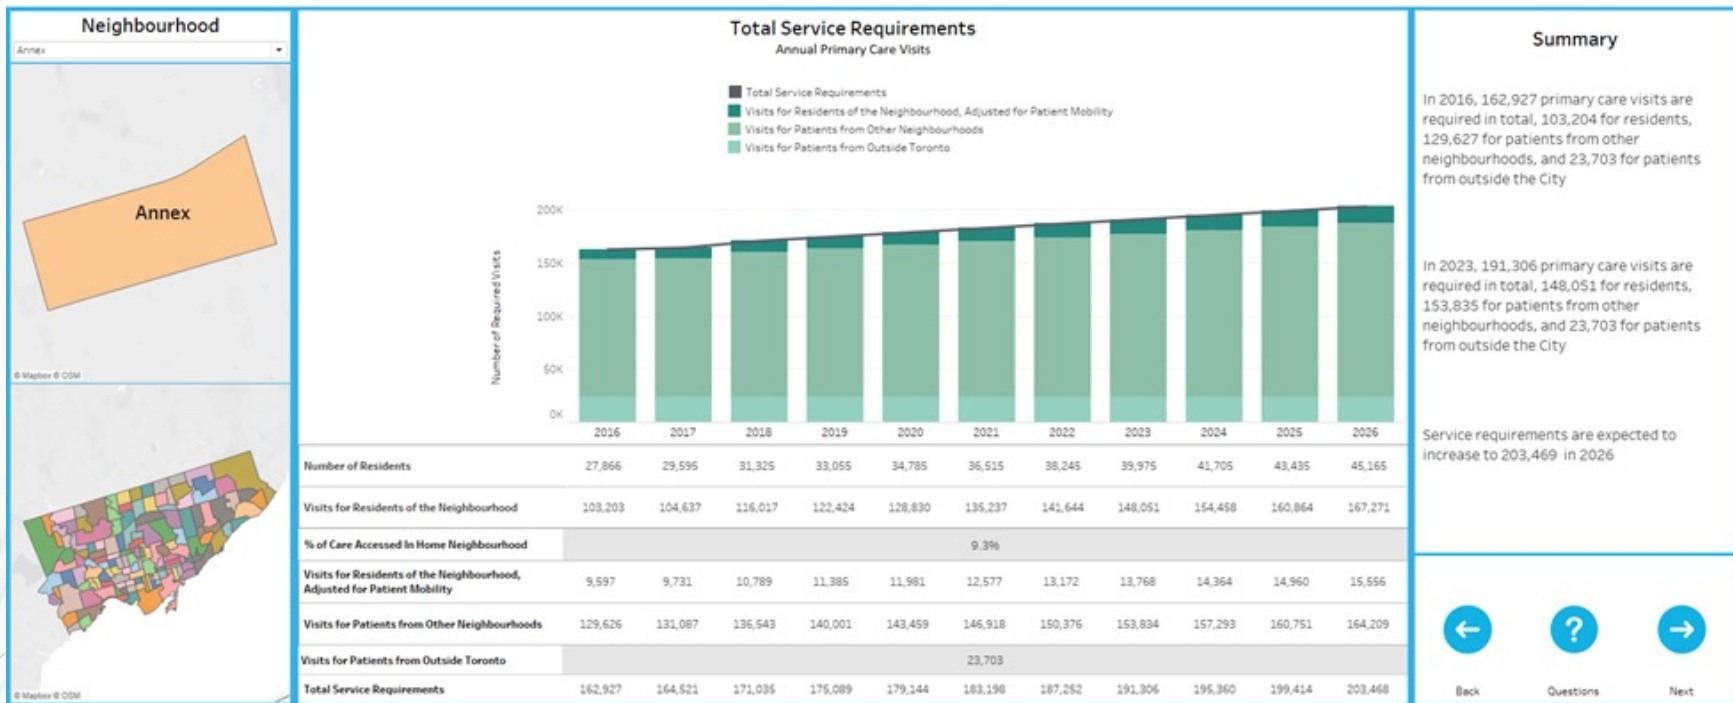 Neighbourhood
Annex
Annex
© Mapbox © OSM
© Mapbox © OSM
Total Service Requirements
Annual Primary Care Visits
Total Service Requirements
Visits for Residents of the Neighbourhood, Adjusted for Patient Mobility
Visits for Patients from Other Neighbourhoods
Visits for Patients from Outside Toronto
Number of Required Visits
200K
150K
100K
50K
0K
2016 2017 2018 2019 2020 2021 2022 2023 2024 2025 2026
Number of Residents 27,866 29,595 31,325 33,055 34,785 36,515 38,245 39,975 41,705 43,435 45,165
Visits for Residents of the Neighbourhood 103,203 104,637 116,017 122,424 128,830 135,237 141,644 148,051 154,458 160,864 167,271
% of Care Accessed In Home Neighbourhood 9.3%
Visits for Residents of the Neighbourhood,
Adjusted for Patient Mobility 9,597 9,731 10,789 11,385 11,981 12,577 13,172 13,768 14,364 14,960 15,556
Visits for Patients from Other Neighbourhoods 129,626 131,087 136,543 140,001 143,459 146,918 150,376 153,834 157,293 160,751 164,209
Visits for Patients from Outside Toronto 23,703
Total Service Requirements 162,927 164,521 171,035 175,089 179,144 183,198 187,252 191,306 195,360 199,414 203,468
Summary
In 2016, 162,927 primary care visits are
required in total, 103,204 for residents,
129,627 for patients from other
neighbourhoods, and 23,703 for patients
from outside the City
In 2023, 191,306 primary care visits are
required in total, 148,051 for residents,
153,835 for patients from other
neighbourhoods, and 23,703 for patients
from outside the City
Service requirements are expected to
increase to 203,469 in 2026
?
Back Questions Next